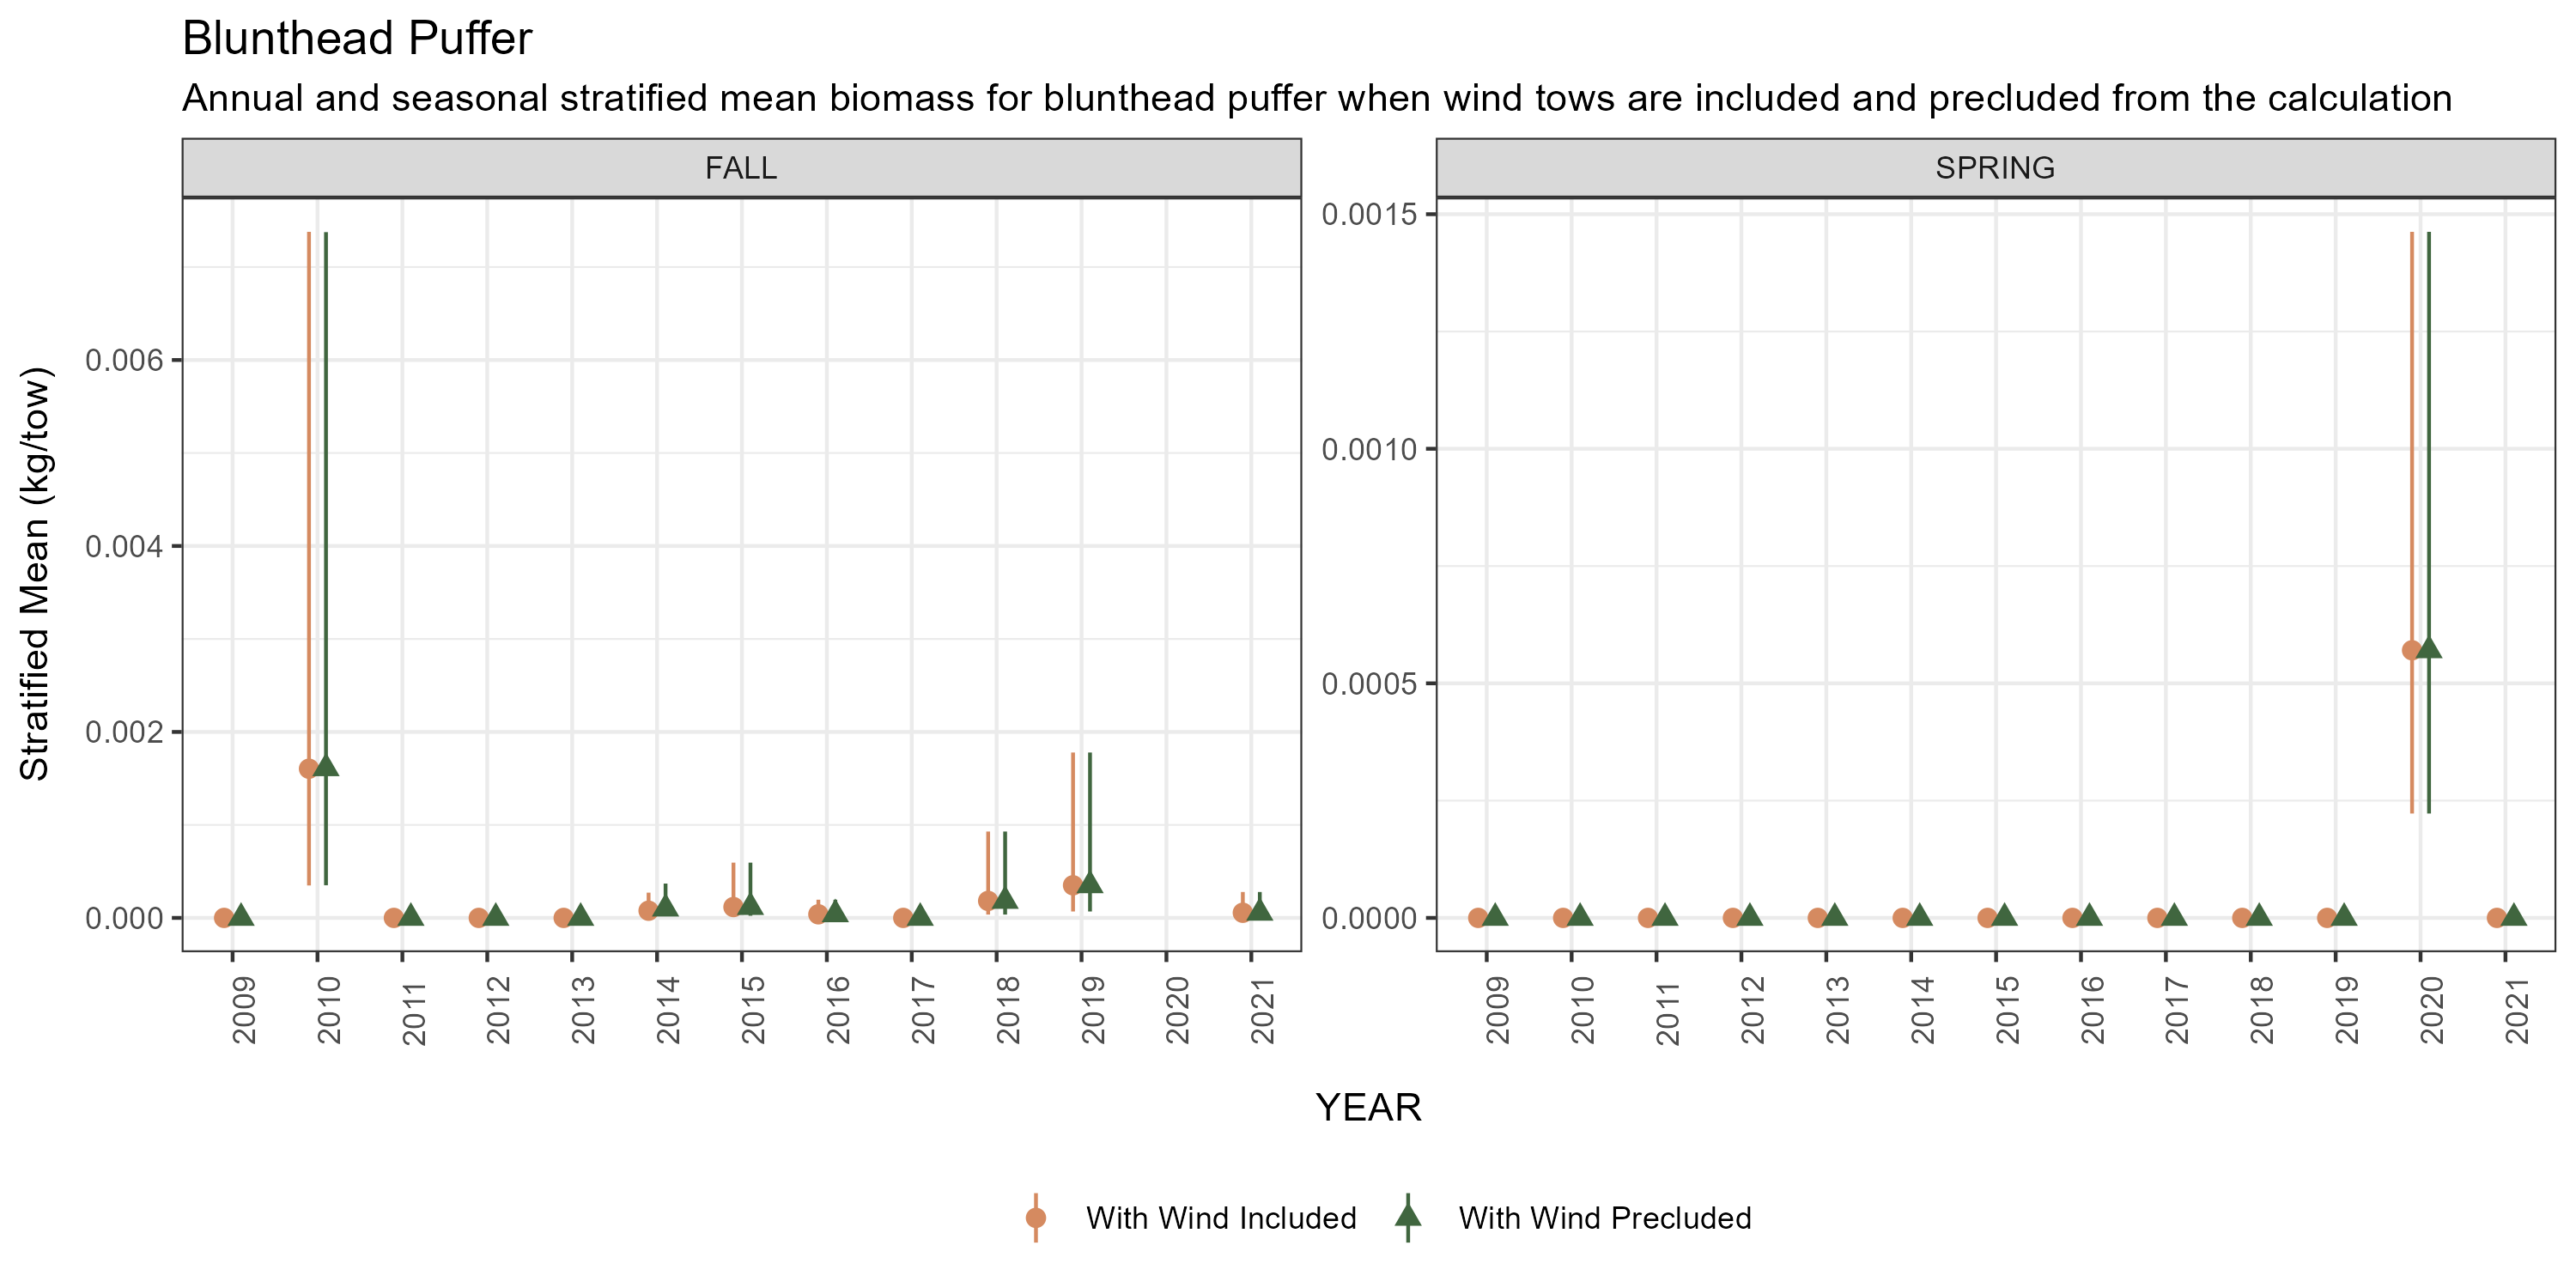 Blunthead Puffer
Annual and seasonal stratified mean biomass for blunthead puffer when wind tows are included and precluded from the calculation
FALL
SPRING
Stratified Mean (kg/tow)
0.006
0.004
0.002
0.000
0.0015
0.0010
0.0005
0.0000
2009 2010 2011 2012 2013 2014 2015 2016 2017 2018 2019 2020 2021
2009 2010 2011 2012 2013 2014 2015 2016 2017 2018 2019 2020 2021
YEAR
With Wind Included
With Wind Precluded